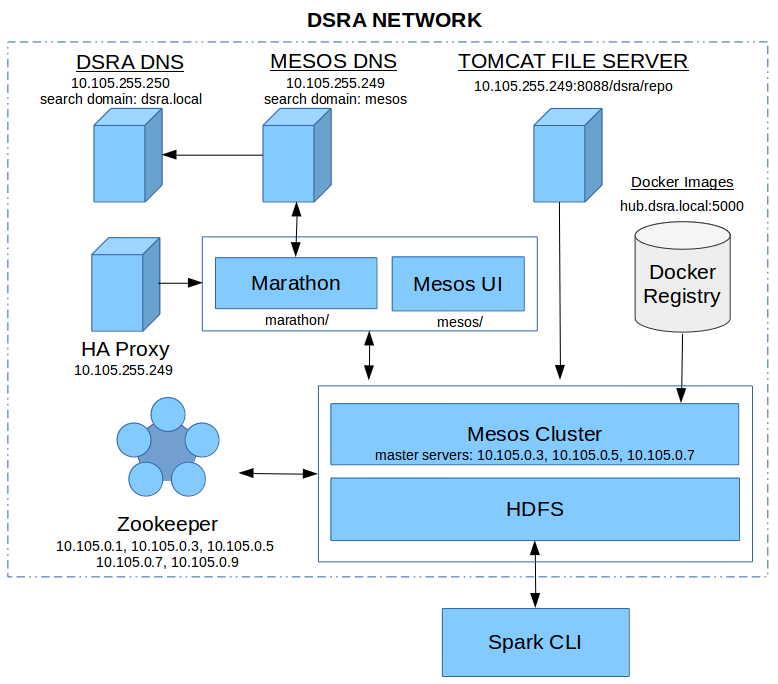 DSRA NETWORK
DSRA DNS
10.105.255.250
search domain: dsra.local
MESOS DNS
10.105.255.249
search domain: mesos
TOMCAT FILE SERVER
10.105.255.249:8088/dsra/repo
Docker Images
hub.dsra.local:5000
Docker
Registry
Marathon
marathon/
Mesos UI
mesos/
HA Proxy
10.105.255.249
Mesos Cluster
master servers: 10.105.0.3, 10.105.0.5, 10.105.0.7
HDFS
Zookeeper
10.105.0.1, 10.105.0.3, 10.105.0.5
10.105.0.7, 10.105.0.9
Spark CLI